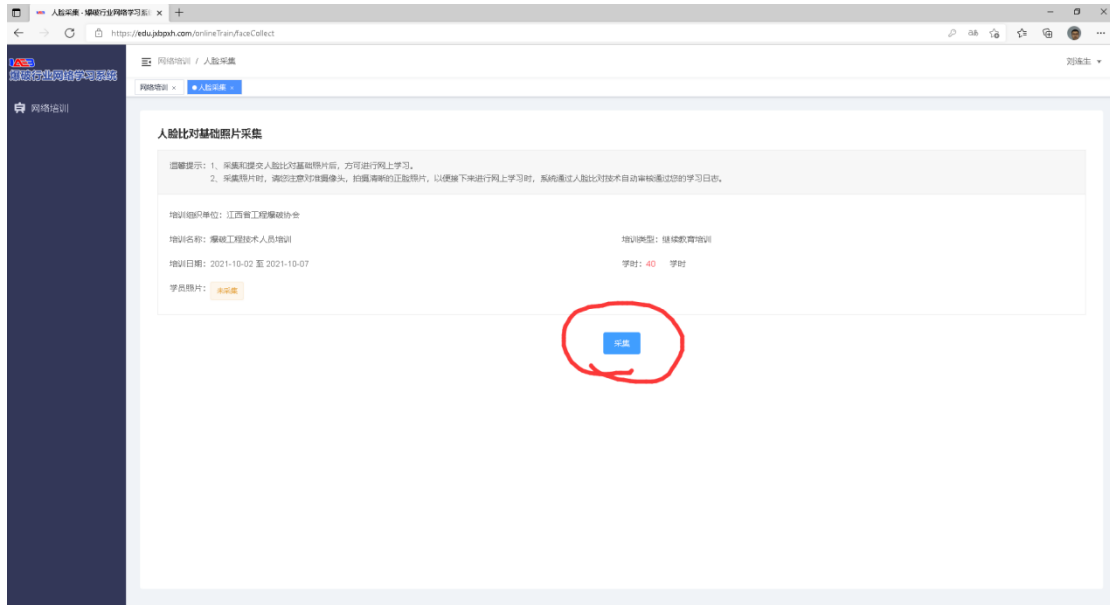 人脸采集 - 爆破行业网络学习系
https://edu.jxbpxh.com/onlineTrain/faceCollect
爆破行业网络学习系统
网络培训 / 人脸采集
网络培训 ×
人脸采集 ×
网络培训
人脸比对基础照片采集
温馨提示：1、采集和提交人脸比对基础照片后，方可进行网上学习。
2、采集照片时，请您注意对准摄像头，拍摄清晰的正脸照片，以便接下来进行网上学习时，系统通过人脸比对技术自动审核通过您的学习日志。
培训组织单位：江西省工程爆破协会
培训名称：爆破工程技术人员培训
培训类型：继续教育培训
培训日期：2021-10-02 至 2021-10-07
学时：40 学时
学员照片：未采集
采集